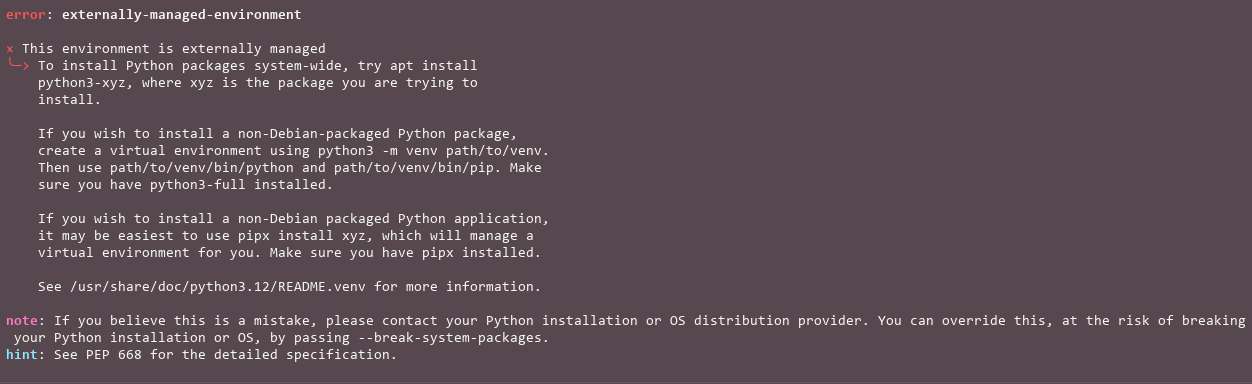 error: externally-managed-environment
× This environment is externally managed
╰─> To install Python packages system-wide, try apt install
python3-xyz, where xyz is the package you are trying to
install.
If you wish to install a non-Debian-packaged Python package,
create a virtual environment using python3 -m venv path/to/venv.
Then use path/to/venv/bin/python and path/to/venv/bin/pip. Make
sure you have python3-full installed.
If you wish to install a non-Debian packaged Python application,
it may be easiest to use pipx install xyz, which will manage a
virtual environment for you. Make sure you have pipx installed.
See /usr/share/doc/python3.12/README.venv for more information.
note: If you believe this is a mistake, please contact your Python installation or OS distribution provider. You can override this, at the risk of breaking
your Python installation or OS, by passing --break-system-packages.
hint: See PEP 668 for the detailed specification.